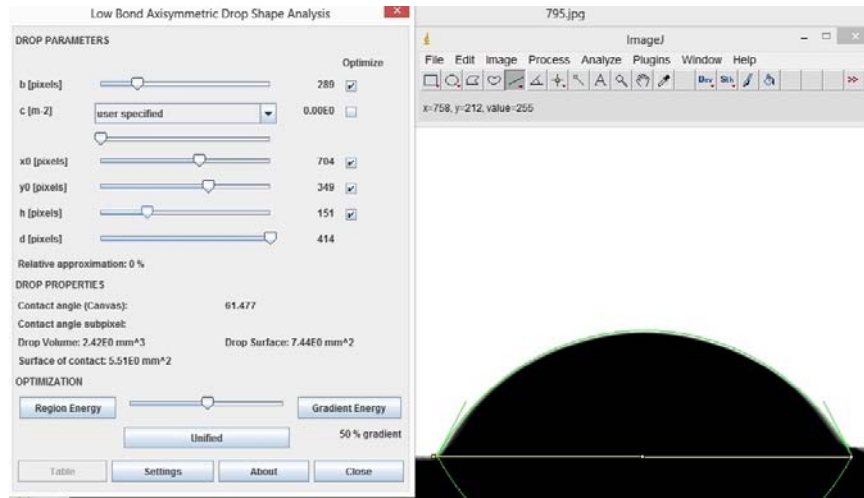 Low Bond Axisymmetric Drop Shape Analysis
DROP PARAMETERS
Optimize
b [pixels] 289
c [m-2] user specified 0.00E0
x0 [pixels] 704
y0 [pixels] 349
h [pixels] 151
d [pixels] 414
Relative approximation: 0 %
DROP PROPERTIES
Contact angle (Canvas): 61.477
Contact angle subpixel:
Drop Volume: 2.42E0 mm^3 Drop Surface: 7.44E0 mm^2
Surface of contact: 5.51E0 mm^2
OPTIMIZATION
Region Energy Gradient Energy
Unified 50 % gradient
Table Settings About Close
795.jpg
ImageJ
File Edit Image Process Analyze Plugins Window Help
A Dev Stk >>
x=758, y=212, value=255